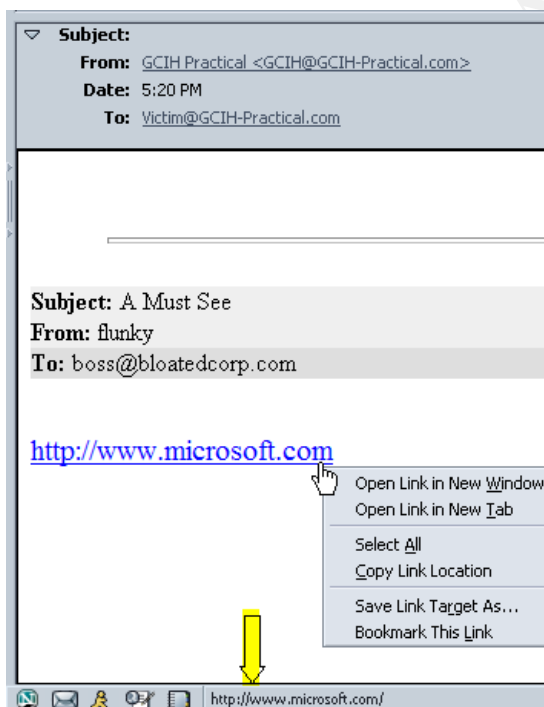 Subject:
From: GCIH Practical <GCIH@GCIH-Practical.com>
Date: 5:20 PM
To: Victim@GCIH-Practical.com
Subject: A Must See
From: flunky
To: boss@bloatedcorp.com
http://www.microsoft.com
Open Link in New Window
Open Link in New Tab
Select All
Copy Link Location
Save Link Target As...
Bookmark This Link
http://www.microsoft.com/